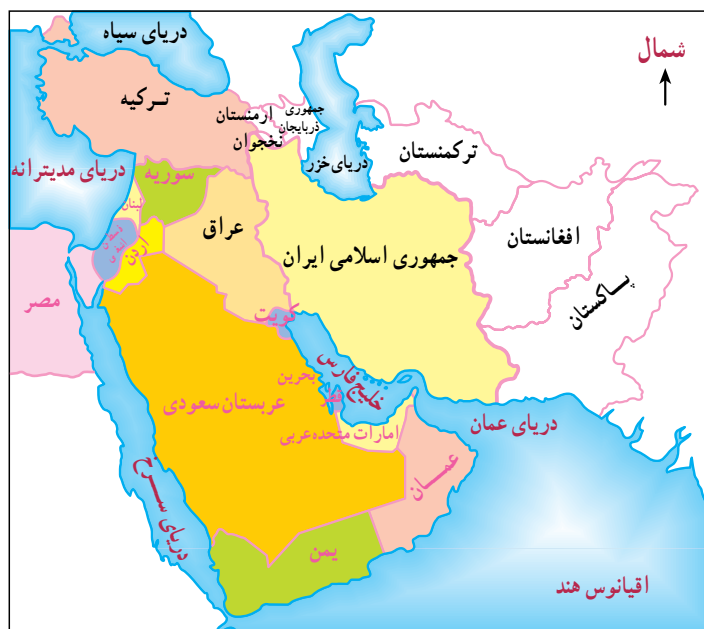 دریای سیاه
شمال
ترکیه
ارمنستان
جمهوری
ذربایجان
نخجوان
دریای خزر
ترکمنستان
دریای مدیترانه
سوریه
لبنان
عراق
اردن
جمهوری اسلامی ایران
افغانستان
پاکستان
مصر
کویت
خلیج فارس
بحرین
قطر
عربستان سعودی
امارات متحده عربی
دریای عمان
عمان
دریای سرخ
یمن
اقیانوس هند